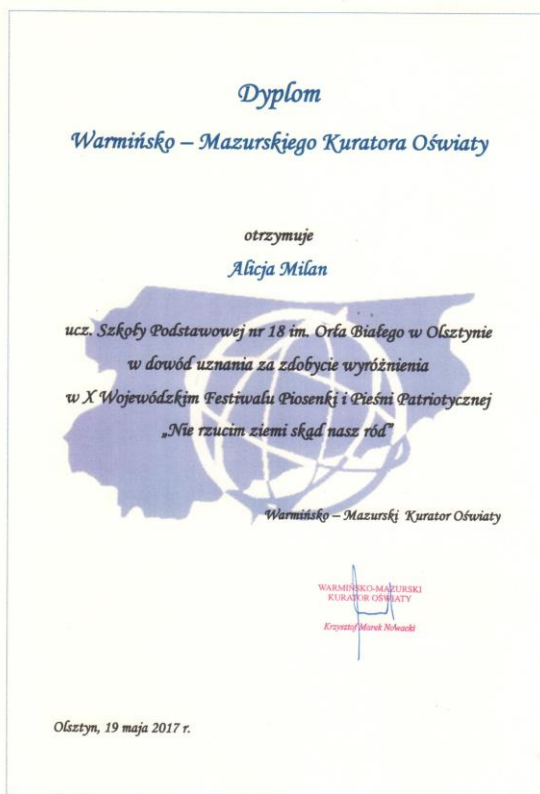 Dyplom
Warmińsko – Mazurskiego Kuratora Oświaty
otrzymuje
Alicja Milan
ucz. Szkoły Podstawowej nr 18 im. Orła Białego w Olsztynie
w dowód uznania za zdobycie wyróżnienia
w X Wojewódzkim Festiwalu Piosenki i Pieśni Patriotycznej
„Nie rzucim ziemi skąd nasz ród”
Warmińsko – Mazurski Kurator Oświaty
WARMIŃSKO-MAZURSKI
KURATOR OŚWIATY
Krzysztof Marek Nowacki
Olsztyn, 19 maja 2017 r.